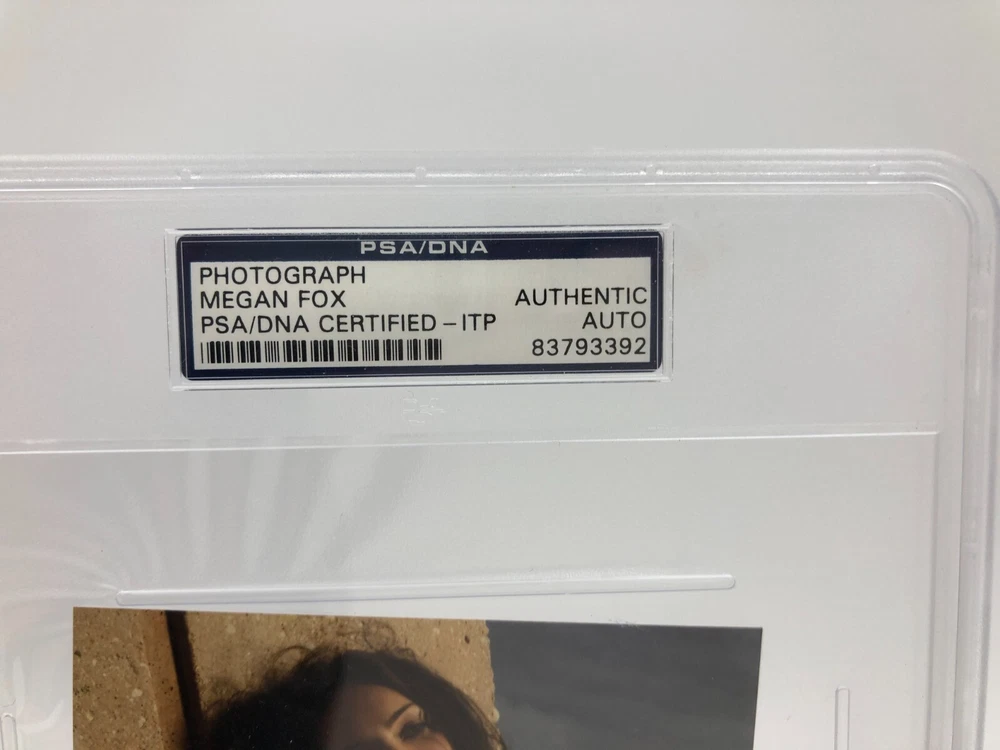 PSA/DNA
PHOTOGRAPH
MEGAN FOX
PSA/DNA CERTIFIED – ITP
AUTHENTIC
AUTO
83793392